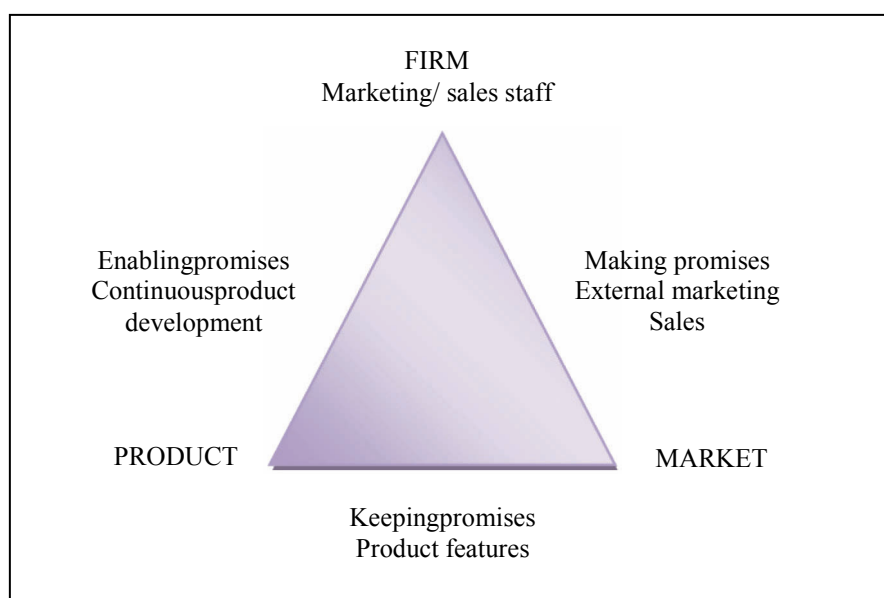 FIRM
Marketing/ sales staff
Enablingpromises
Continuousproduct
development
Making promises
External marketing
Sales
PRODUCT
MARKET
Keepingpromises
Product features